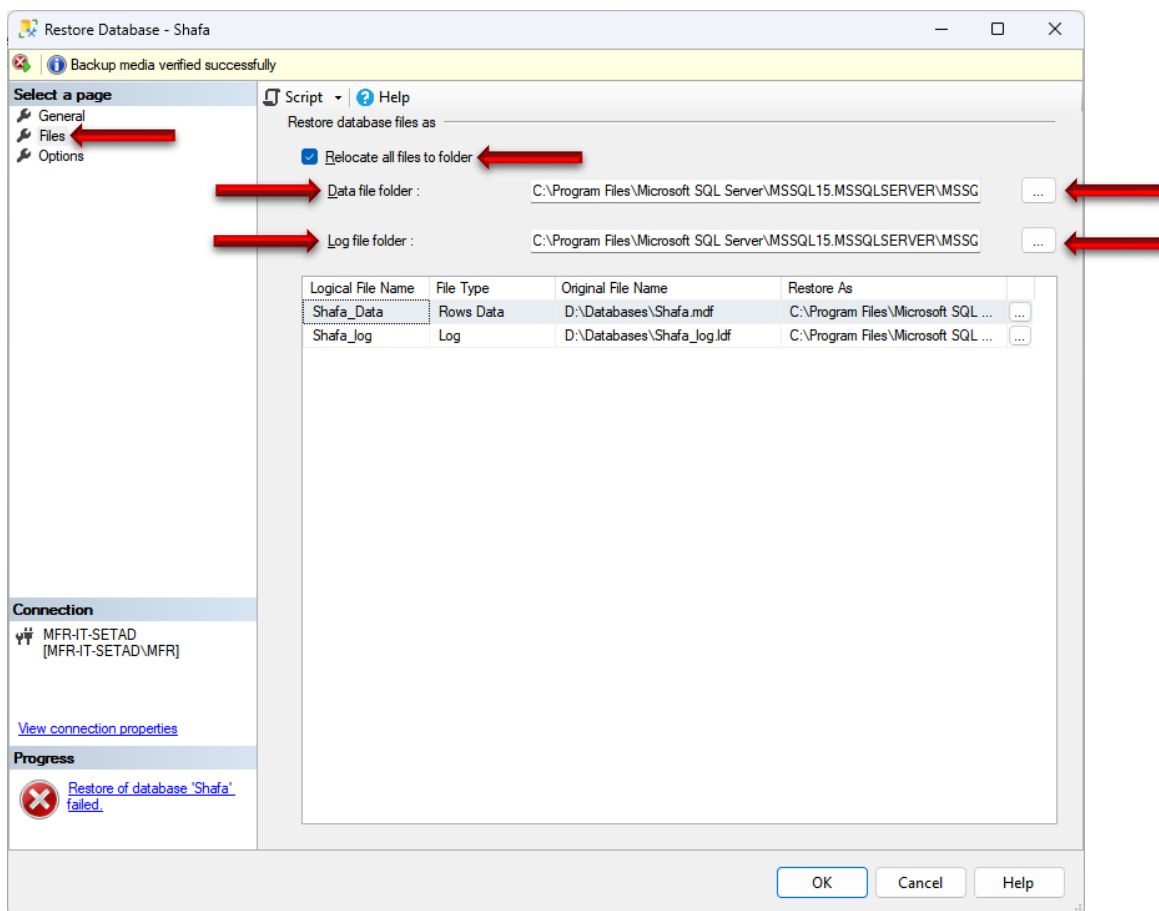 Restore Database - Shafa
Backup media verified successfully
Select a page
General
Files
Options
Script
Help
Restore database files as
Relocate all files to folder
Data file folder :
C:\Program Files\Microsoft SQL Server\MSSQL15.MSSQLSERVER\MSSQ
...
Log file folder :
C:\Program Files\Microsoft SQL Server\MSSQL15.MSSQLSERVER\MSSQ
...
Logical File Name File Type Original File Name Restore As
Shafa_Data Rows Data D:\Databases\Shafa.mdf C:\Program Files\Microsoft SQL ... ...
Shafa_log Log D:\Databases\Shafa_log.ldf C:\Program Files\Microsoft SQL ... ...
Connection
MFR-IT-SETAD
[MFR-IT-SETAD\MFR]
View connection properties
Progress
Restore of database 'Shafa'
failed.
OK Cancel Help